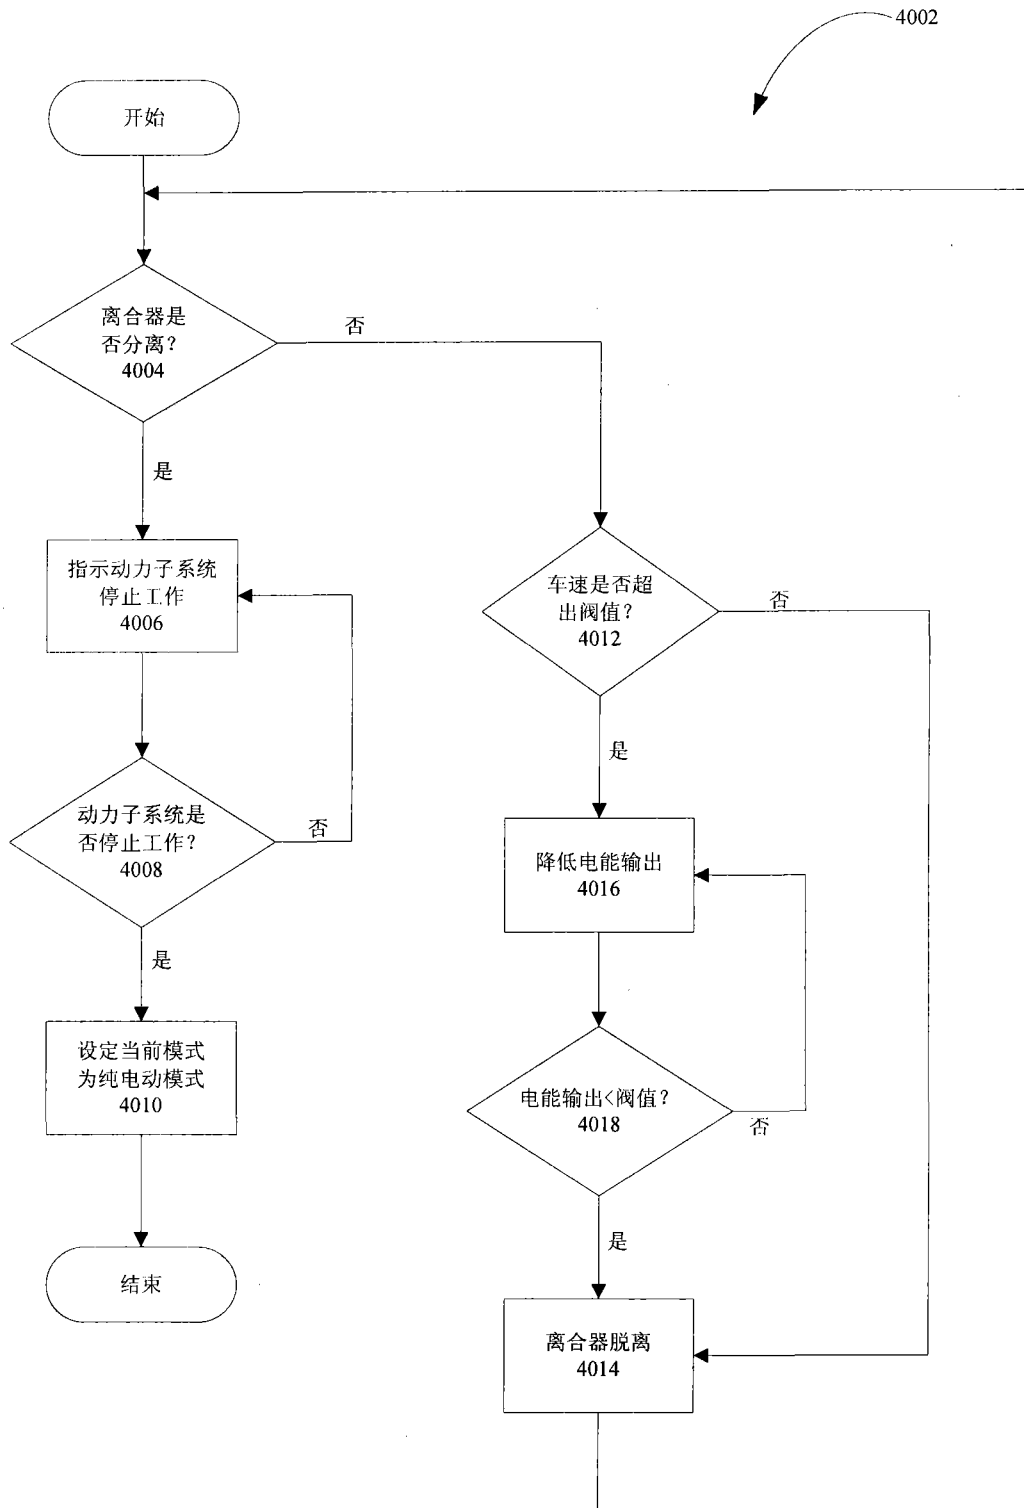 4002
开始
离合器是
否分离?
4004
否
是
指示动力子系统
停止工作
4006
车速是否超
出阀值?
4012
否
是
动力子系统是
否停止工作?
4008
否
降低电能输出
4016
是
设定当前模式
为纯电动模式
4010
电能输出<阀值?
4018
否
是
结束
离合器脱离
4014